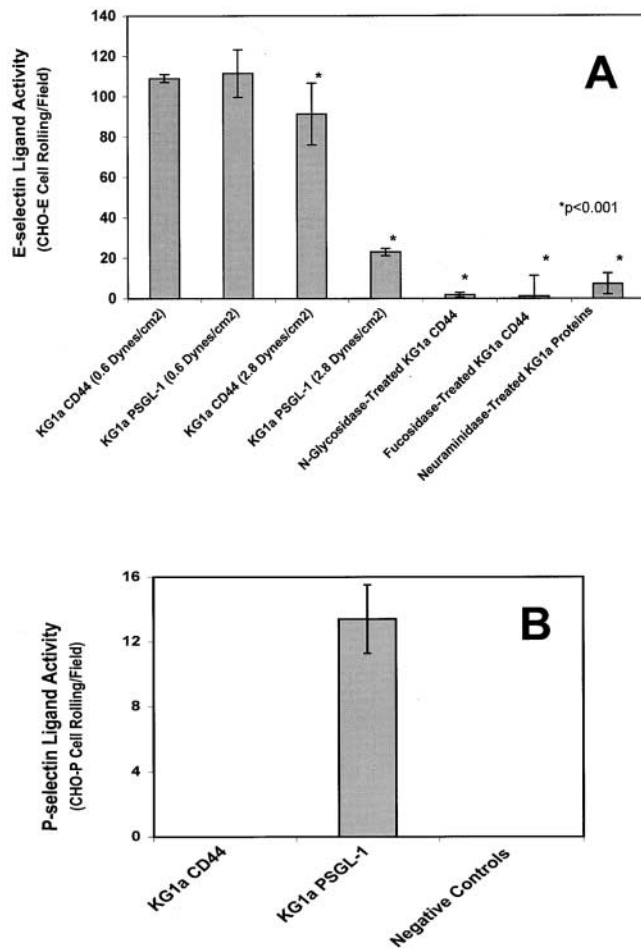 A
E-selectin Ligand Activity
(CHO-E Cell Rolling/Field)
140
120
100
80
60
40
20
0
*
*
*
*
*
*p<0.001
KG1a CD44 (0.6 Dynes/cm2)
KG1a PSGL-1 (0.6 Dynes/cm2)
KG1a CD44 (2.8 Dynes/cm2)
KG1a PSGL-1 (2.8 Dynes/cm2)
N-Glycosidase-Treated KG1a CD44
Fucosidase-Treated KG1a CD44
Neuraminidase-Treated KG1a Proteins
B
P-selectin Ligand Activity
(CHO-P Cell Rolling/Field)
16
12
8
4
0
KG1a CD44
KG1a PSGL-1
Negative Controls